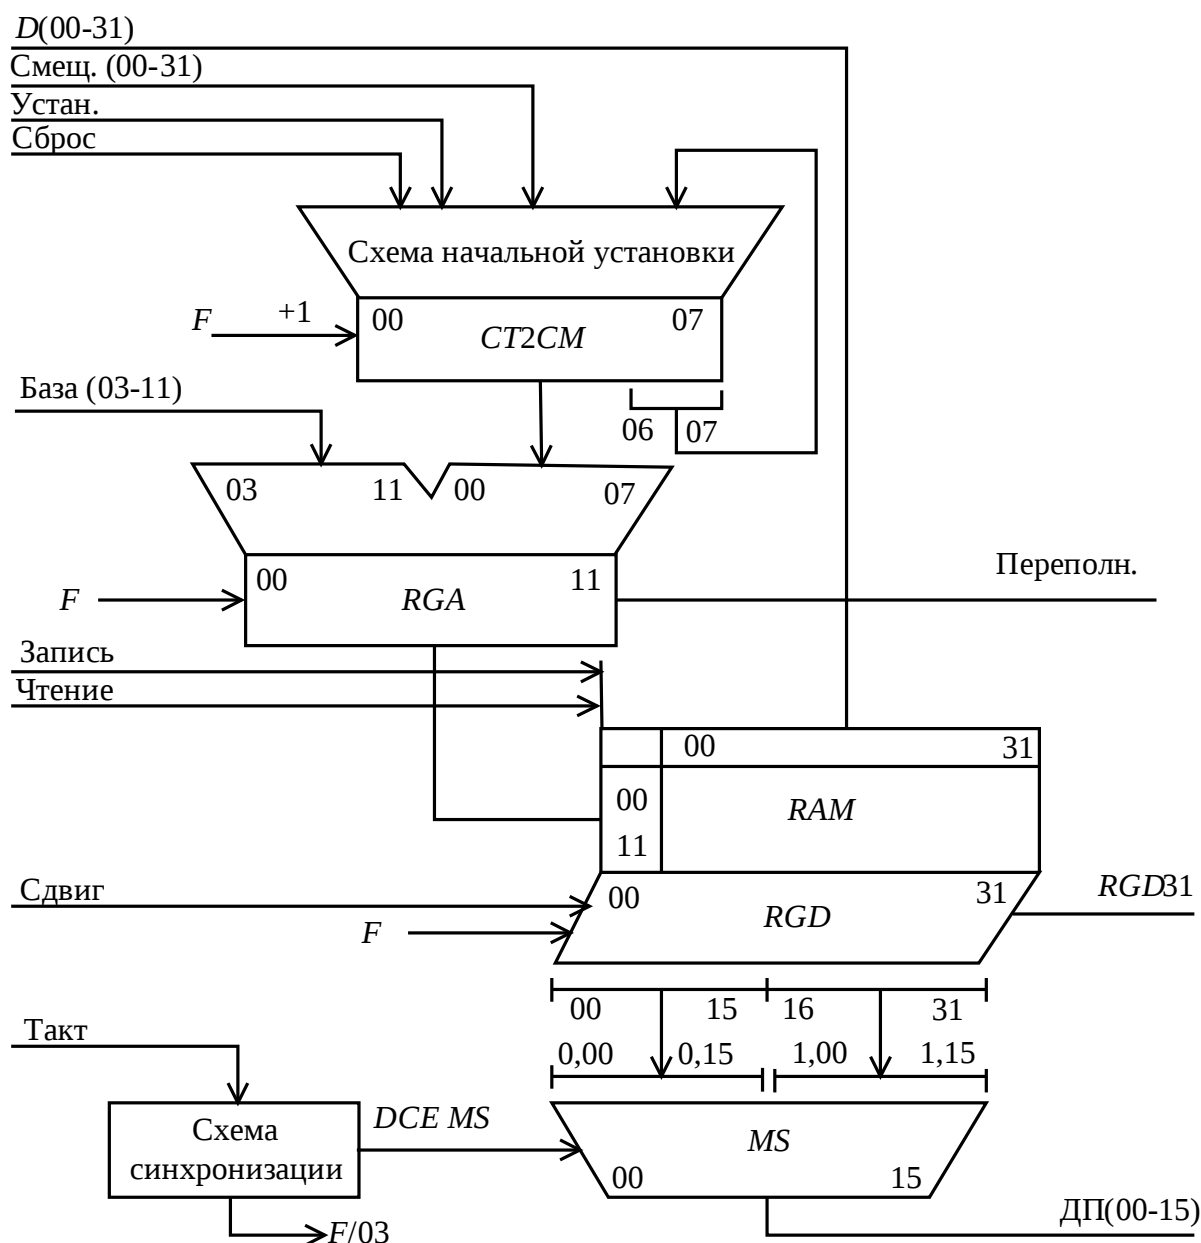 D(00-31)
Смещ. (00-31)
Устан.
Сброс
Схема начальной установки
F
+1
00
07
CT2CM
База (03-11)
06
07
03
11
00
07
00
11
F
RGA
Переполн.
Запись
Чтение
00
31
00
RAM
11
Сдвиг
00
31
RGD31
RGD
F
00
15
16
31
Такт
0,00
0,15
1,00
1,15
DCE MS
Схема
синхронизации
MS
00
15
ДП(00-15)
F/03